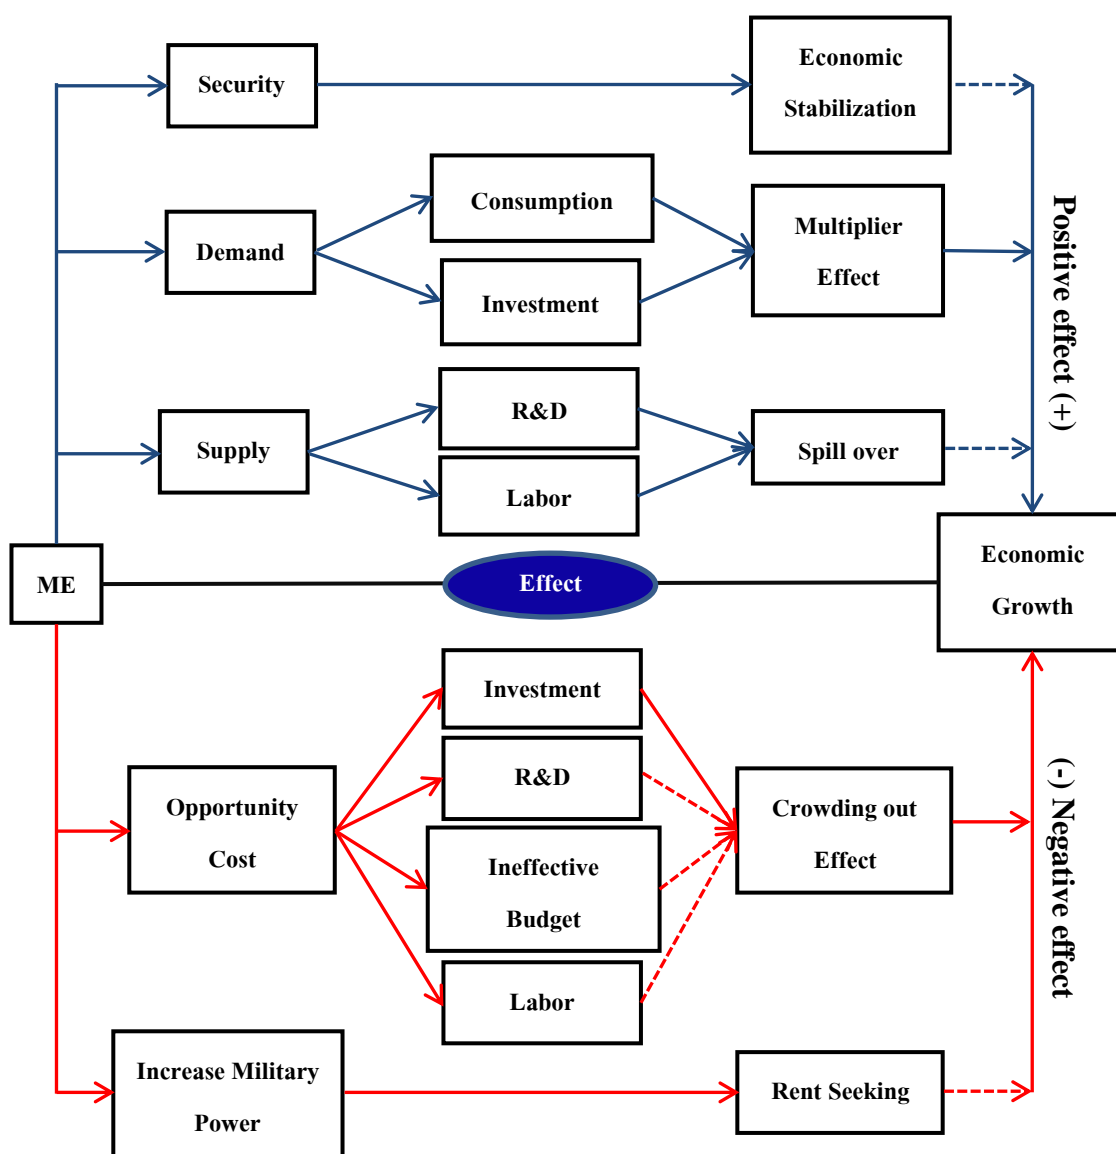 Security
Economic
Stabilization
Consumption
Demand
Multiplier
Effect
Investment
Positive effect (+)
R&D
Supply
Spill over
Labor
ME
Effect
Economic
Growth
Investment
R&D
Opportunity
Cost
Crowding out
Effect
Ineffective
Budget
(-) Negative effect
Labor
Increase Military
Power
Rent Seeking